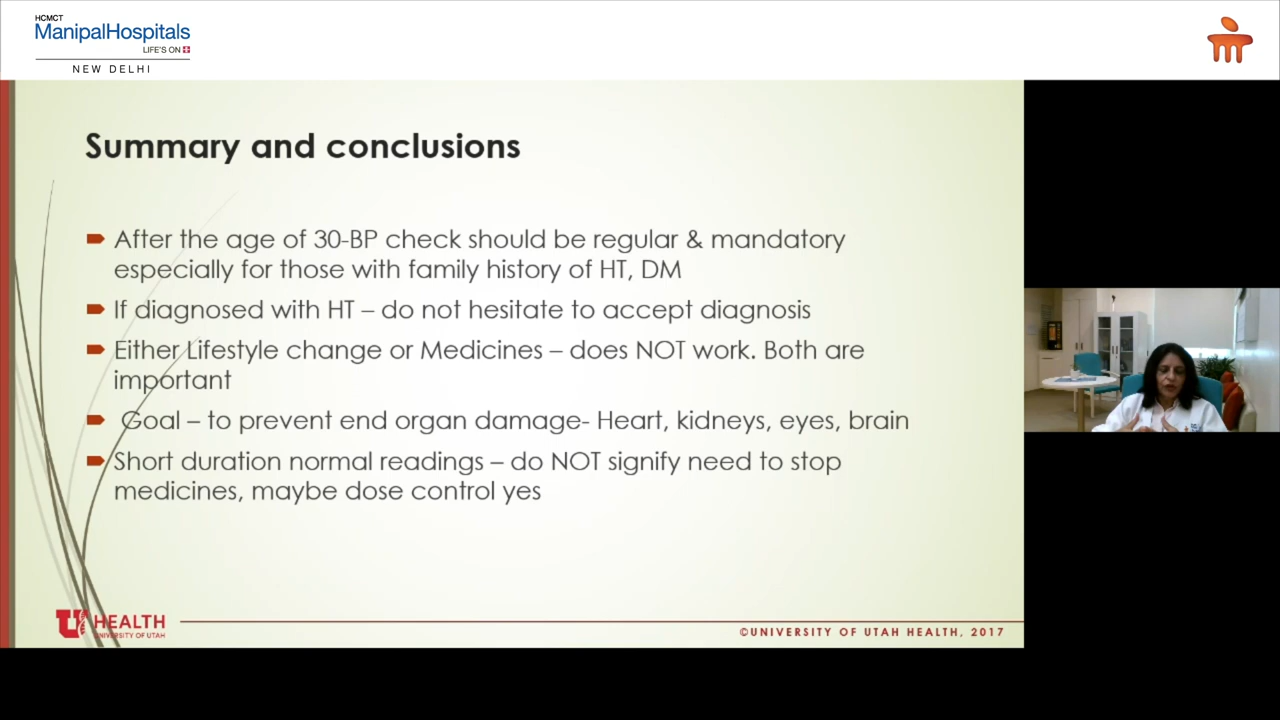 HCMCT
ManipalHospitals
LIFE'S ON
NEW DELHI
Summary and conclusions
After the age of 30-BP check should be regular & mandatory
especially for those with family history of HT, DM
If diagnosed with HT – do not hesitate to accept diagnosis
Either Lifestyle change or Medicines – does NOT work. Both are
important
Goal – to prevent end organ damage- Heart, kidneys, eyes, brain
Short duration normal readings – do NOT signify need to stop
medicines, maybe dose control yes
U HEALTH
UNIVERSITY OF UTAH
©UNIVERSITY OF UTAH HEALTH, 2017